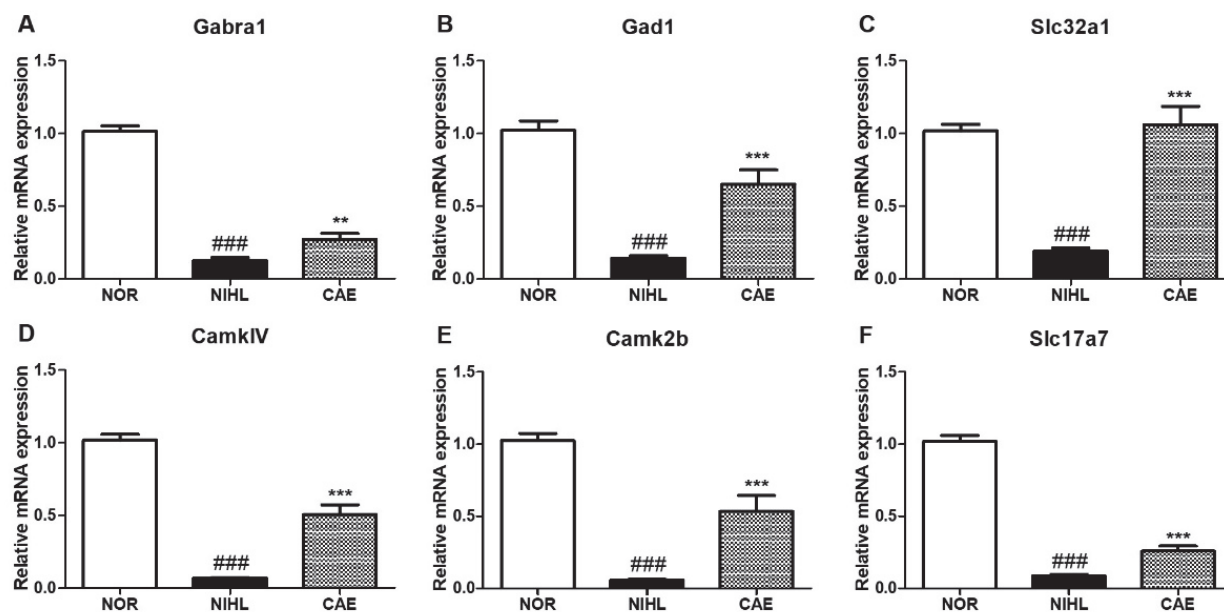 A Gabra1
Relative mRNA expression
1.5
1.0
0.5
0.0
###
**
NOR NIHL CAE
B Gad1
Relative mRNA expression
1.5
1.0
0.5
0.0
###
***
NOR NIHL CAE
C Slc32a1
Relative mRNA expression
1.5
1.0
0.5
0.0
###
***
NOR NIHL CAE
D CamkIV
Relative mRNA expression
1.5
1.0
0.5
0.0
###
***
NOR NIHL CAE
E Camk2b
Relative mRNA expression
1.5
1.0
0.5
0.0
###
***
NOR NIHL CAE
F Slc17a7
Relative mRNA expression
1.5
1.0
0.5
0.0
###
***
NOR NIHL CAE